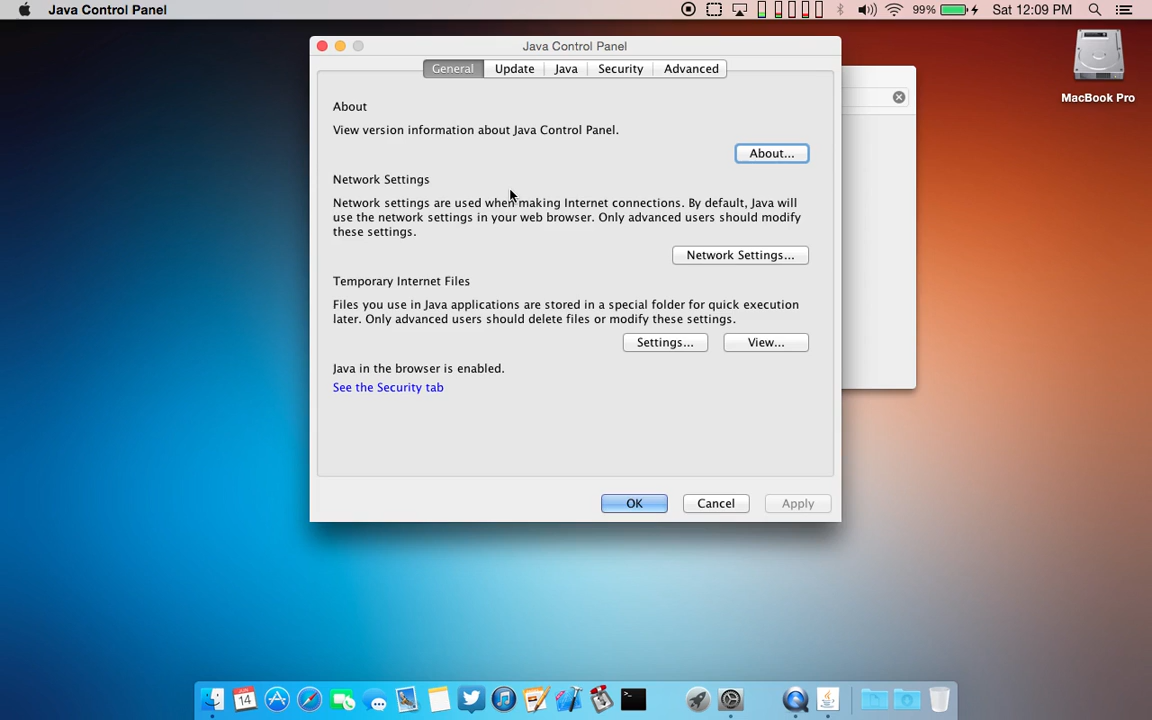 Java Control Panel 99% Sat 12:09 PM
Java Control Panel
General Update Java Security Advanced
MacBook Pro
About
View version information about Java Control Panel.
About...
Network Settings
Network settings are used when making Internet connections. By default, Java will
use the network settings in your web browser. Only advanced users should modify
these settings.
Network Settings...
Temporary Internet Files
Files you use in Java applications are stored in a special folder for quick execution
later. Only advanced users should delete files or modify these settings.
Settings... View...
Java in the browser is enabled.
See the Security tab
OK Cancel Apply
14